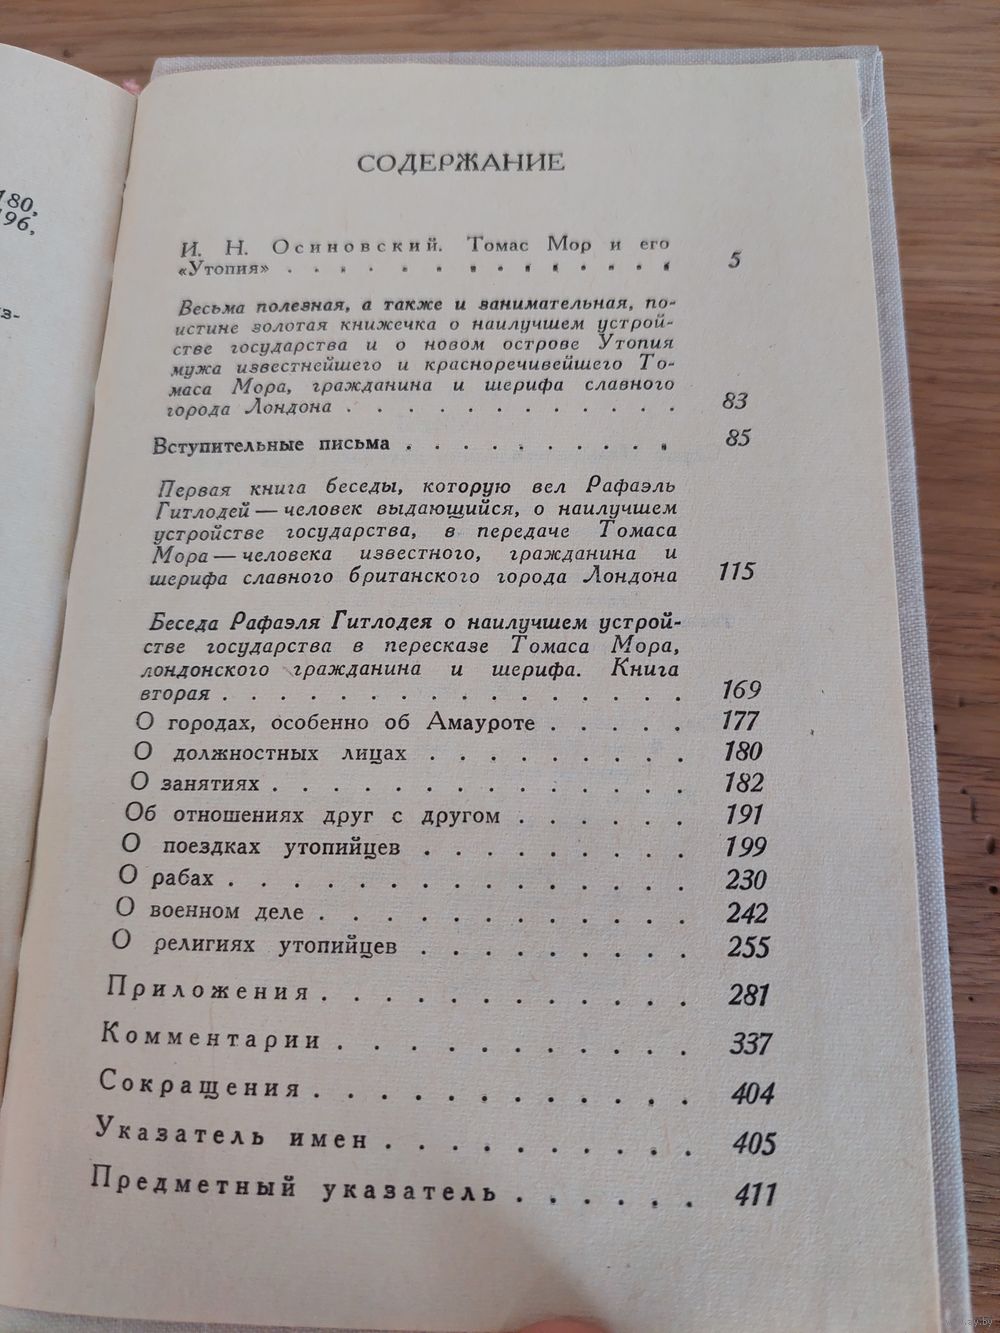 180,
196,
из-
СОДЕРЖАНИЕ
И. Н. Осиновский. Томас Мор и его
«Утопия» . . . . . . . . . . . . . 5
Весьма полезная, а также и занимательная, по-
истине золотая книжечка о наилучшем устрой-
стве государства и о новом острове Утопия
мужа известнейшего и красноречивейшего То-
маса Мора, гражданина и шерифа славного
города Лондона . . . . . . . . . . . 83
Вступительные письма . . . . . . . . . . 85
Первая книга беседы, которую вел Рафаэль
Гитлодей — человек выдающийся, о наилучшем
устройстве государства, в передаче Томаса
Мора — человека известного, гражданина и
шерифа славного британского города Лондона 115
Беседа Рафаэля Гитлодея о наилучшем устрой-
стве государства в пересказе Томаса Мора,
лондонского гражданина и шерифа. Книга
вторая . . . . . . . . . . . . . . . 169
О городах, особенно об Амауроте . . . . . 177
О должностных лицах . . . . . . . . . 180
О занятиях . . . . . . . . . . . . . . 182
Об отношениях друг с другом . . . . . . 191
О поездках утопийцев . . . . . . . . . 199
О рабах . . . . . . . . . . . . . . . 230
О военном деле . . . . . . . . . . . . 242
О религиях утопийцев . . . . . . . . . 255
Приложения . . . . . . . . . . . . 281
Комментарии . . . . . . . . . . . 337
Сокращения . . . . . . . . . . . . 404
Указатель имен . . . . . . . . . . 405
Предметный указатель . . . . . . 411